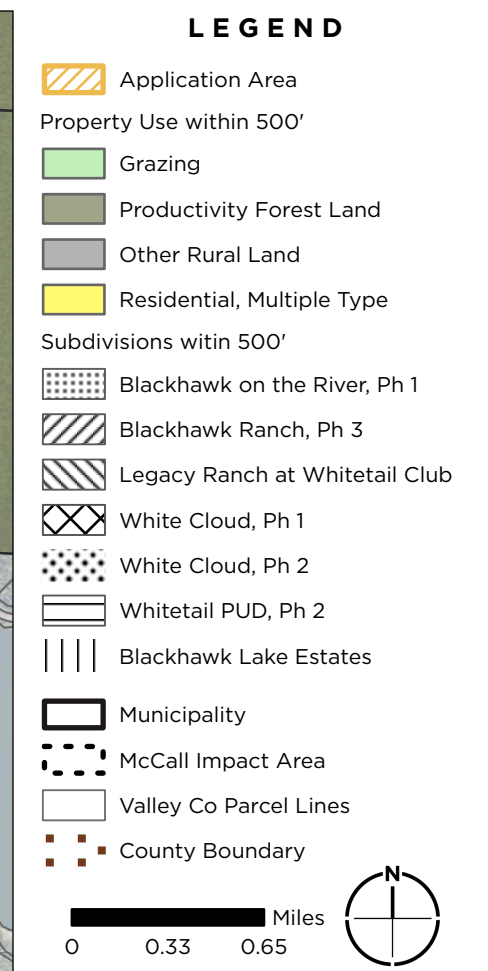 LEGEND
Application Area
Property Use within 500'
Grazing
Productivity Forest Land
Other Rural Land
Residential, Multiple Type
Subdivisions witin 500'
Blackhawk on the River, Ph 1
Blackhawk Ranch, Ph 3
Legacy Ranch at Whitetail Club
White Cloud, Ph 1
White Cloud, Ph 2
Whitetail PUD, Ph 2
Blackhawk Lake Estates
Municipality
McCall Impact Area
Valley Co Parcel Lines
County Boundary
N
Miles
0 0.33 0.65